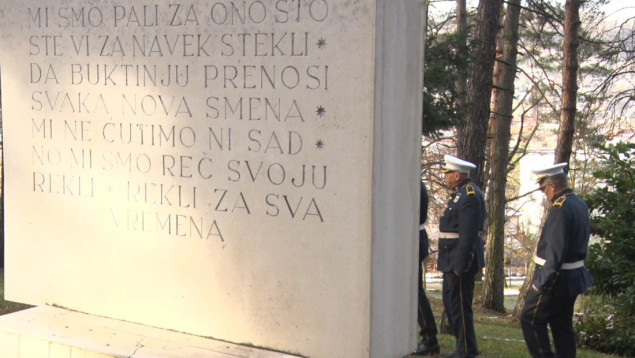 MI SMO PALI ZA ONO ŠTO
STE VI ZA NAVEK STEKLI *
DA BUKTINJU PRENOSI
SVAKA NOVA SMENA *
MI NE ĆUTIMO NI SAD *
NO MI SMO REČ SVOJU
REKLI * REKLI ZA SVA
VREMENA